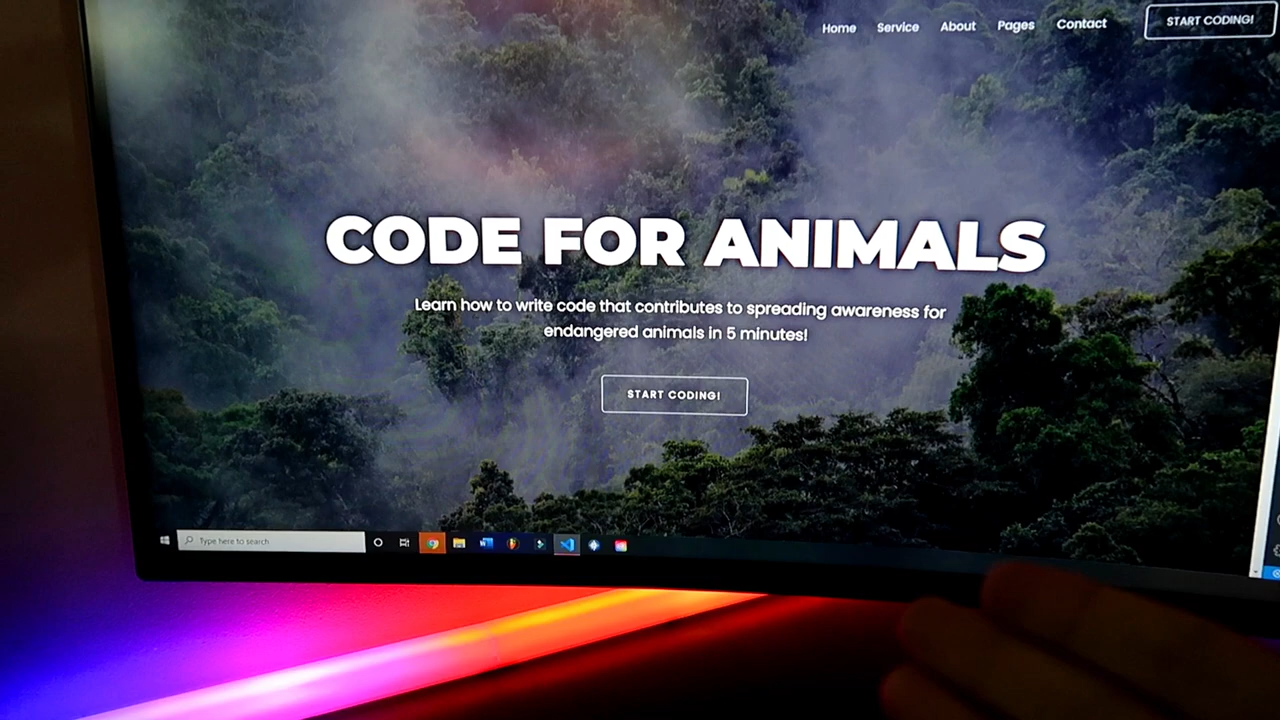 Home Service About Pages Contact START CODING!
CODE FOR ANIMALS
Learn how to write code that contributes to spreading awareness for
endangered animals in 5 minutes!
START CODING!
Type here to search